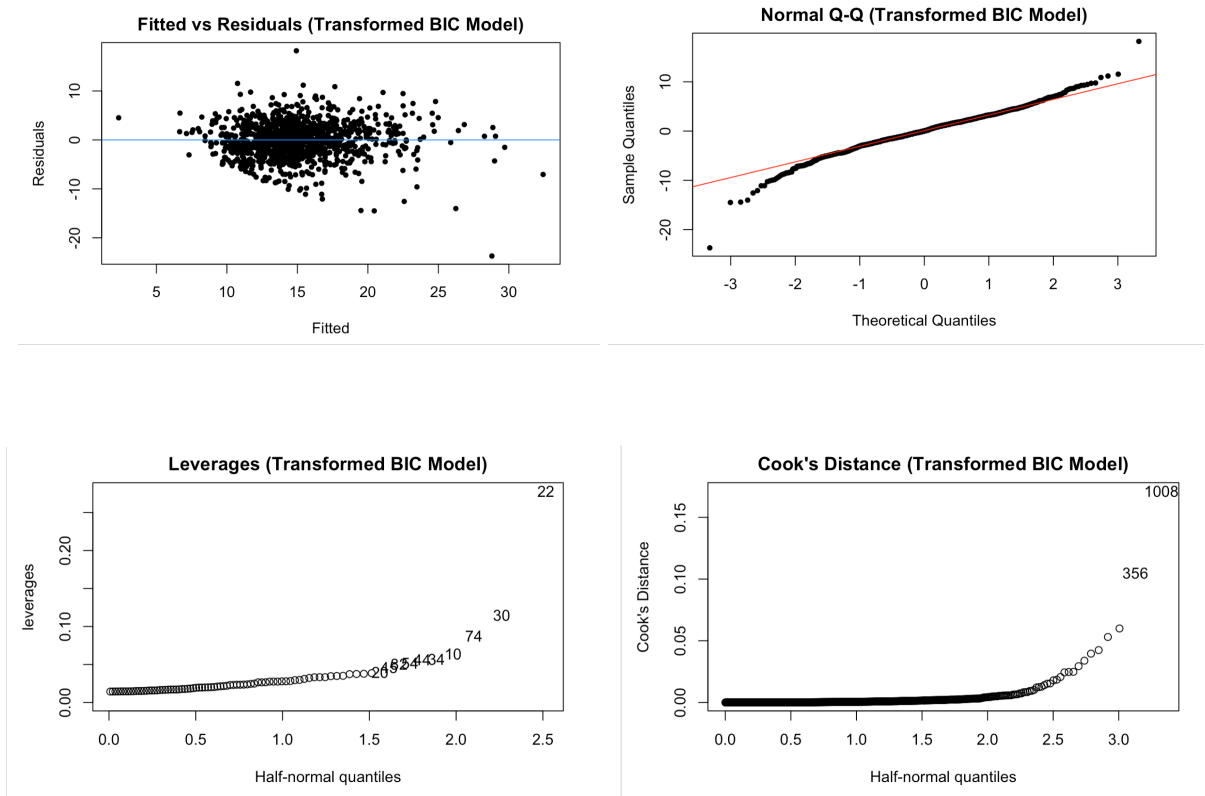 Fitted vs Residuals (Transformed BIC Model)
Residuals
10
0
-10
-20
5 10 15 20 25 30
Fitted
Normal Q-Q (Transformed BIC Model)
Sample Quantiles
10
0
-10
-20
-3 -2 -1 0 1 2 3
Theoretical Quantiles
Leverages (Transformed BIC Model)
leverages
0.20
0.10
0.00
22
30
74
10
34
44
54
82
45
20
0.0 0.5 1.0 1.5 2.0 2.5
Half-normal quantiles
Cook's Distance (Transformed BIC Model)
Cook's Distance
0.15
0.10
0.05
0.00
1008
356
0.0 0.5 1.0 1.5 2.0 2.5 3.0
Half-normal quantiles